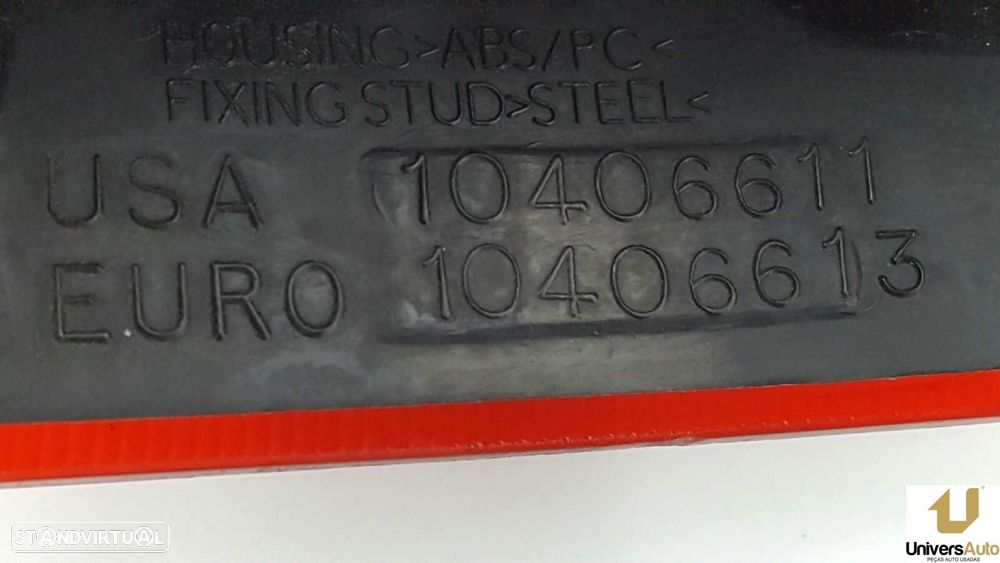 HOUSING>ABS/PC<
FIXING STUD>STEEL<
USA 10406611
EURO 10406613
STANDVIRTUAL
UniversAuto
PEÇAS AUTO USADAS